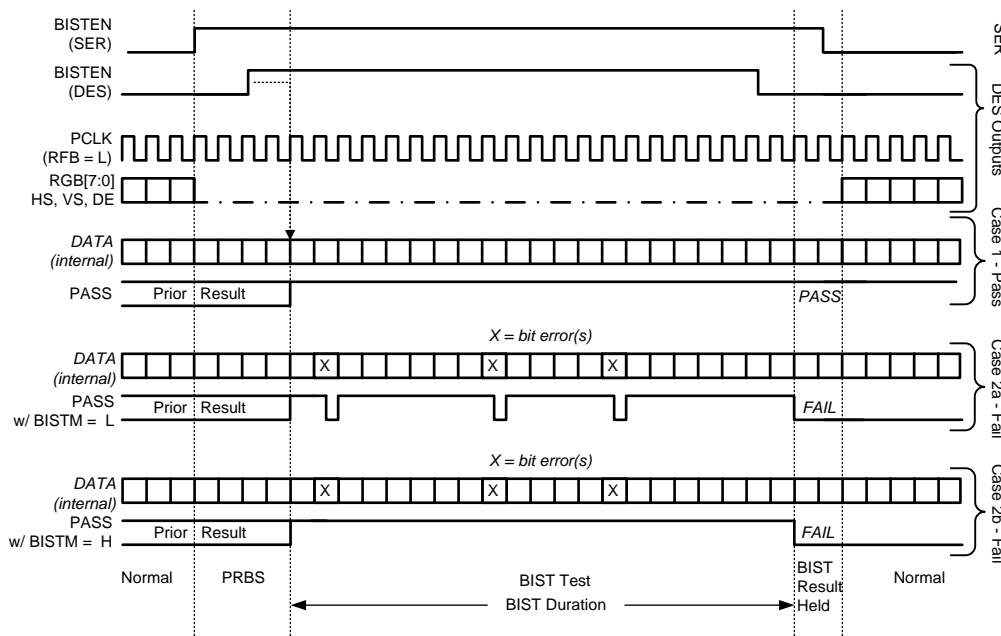 BISTEN
(SER)
BISTEN
(DES)
PCLK
(RFB = L)
RGB[7:0]
HS, VS, DE
DATA
(internal)
PASS
Prior Result
PASS
X = bit error(s)
DATA
(internal)
X X X
PASS
w/ BISTM = L
Prior Result
FAIL
X = bit error(s)
DATA
(internal)
X X X
PASS
w/ BISTM = H
Prior Result
FAIL
Normal
PRBS
BIST Test
BIST Duration
BIST
Result
Held
Normal
SER
DES Outputs
Case 1 - Pass
Case 2a - Fail
Case 2b - Fail